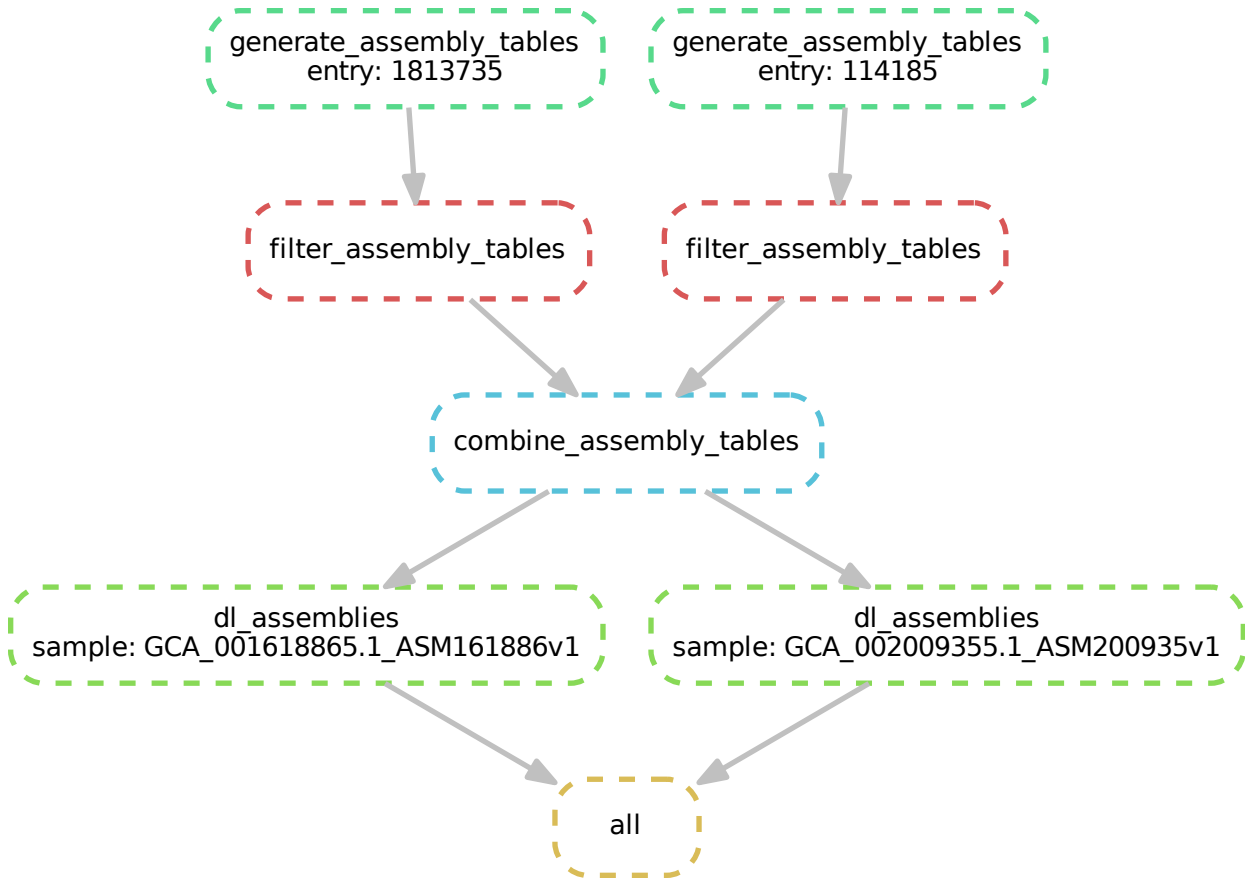 generate_assembly_tables
entry: 1813735
generate_assembly_tables
entry: 114185
filter_assembly_tables
filter_assembly_tables
combine_assembly_tables
dl_assemblies
sample: GCA_001618865.1_ASM161886v1
dl_assemblies
sample: GCA_002009355.1_ASM200935v1
all